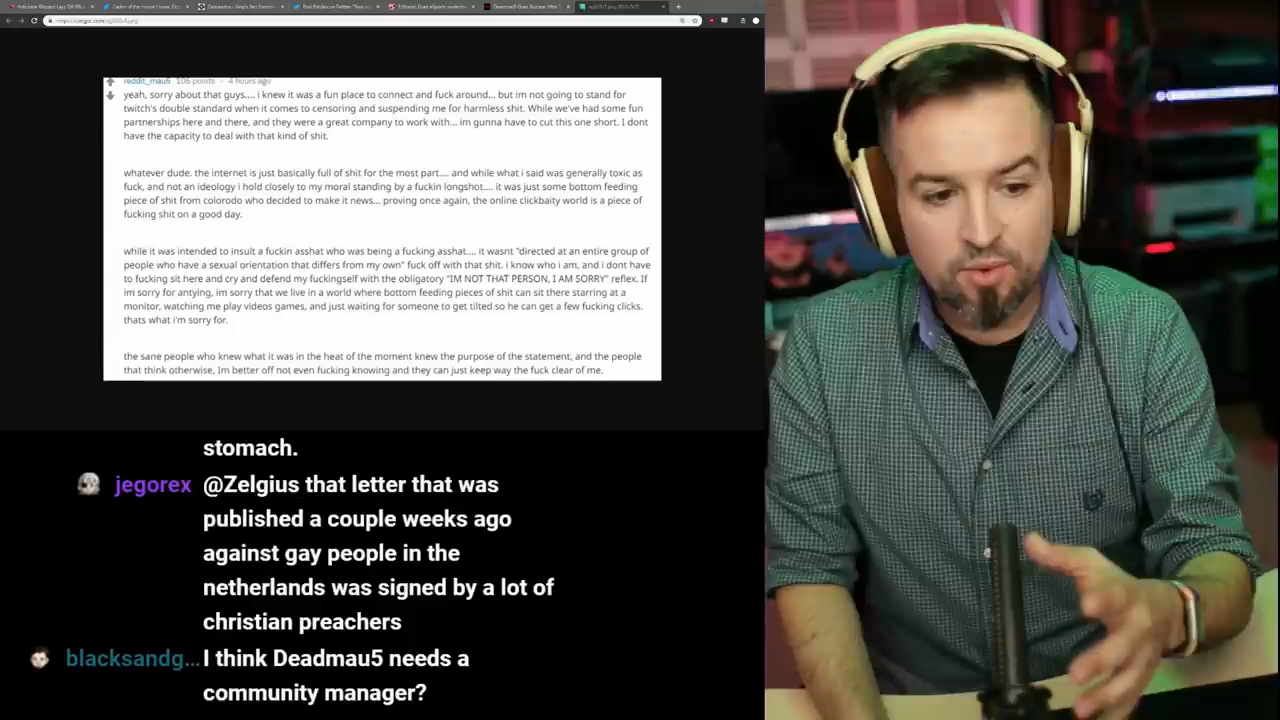 Deadmau5 Goes Nuclear After T
reddit_mau5 106 points · 4 hours ago
yeah, sorry about that guys.... i knew it was a fun place to connect and fuck around... but im not going to stand for
twitch's double standard when it comes to censoring and suspending me for harmless shit. While we've had some fun
partnerships here and there, and they were a great company to work with... im gunna have to cut this one short. I dont
have the capacity to deal with that kind of shit.
whatever dude. the internet is just basically full of shit for the most part.... and while what i said was generally toxic as
fuck, and not an ideology i hold closely to my moral standing by a fuckin longshot.... it was just some bottom feeding
piece of shit from colorodo who decided to make it news... proving once again, the online clickbaity world is a piece of
fucking shit on a good day.
while it was intended to insult a fuckin asshat who was being a fucking asshat.... it wasnt "directed at an entire group of
people who have a sexual orientation that differs from my own" fuck off with that shit. i know who i am, and i dont have
to fucking sit here and cry and defend my fuckingself with the obligatory "IM NOT THAT PERSON, I AM SORRY" reflex. If
im sorry for antying, im sorry that we live in a world where bottom feeding pieces of shit can sit there starring at a
monitor, watching me play videos games, and just waiting for someone to get tilted so he can get a few fucking clicks.
thats what i'm sorry for.
the sane people who knew what it was in the heat of the moment knew the purpose of the statement, and the people
that think otherwise, Im better off not even fucking knowing and they can just keep way the fuck clear of me.
stomach.
jegorex @Zelgius that letter that was
published a couple weeks ago
against gay people in the
netherlands was signed by a lot of
christian preachers
blacksandg... I think Deadmau5 needs a
community manager?